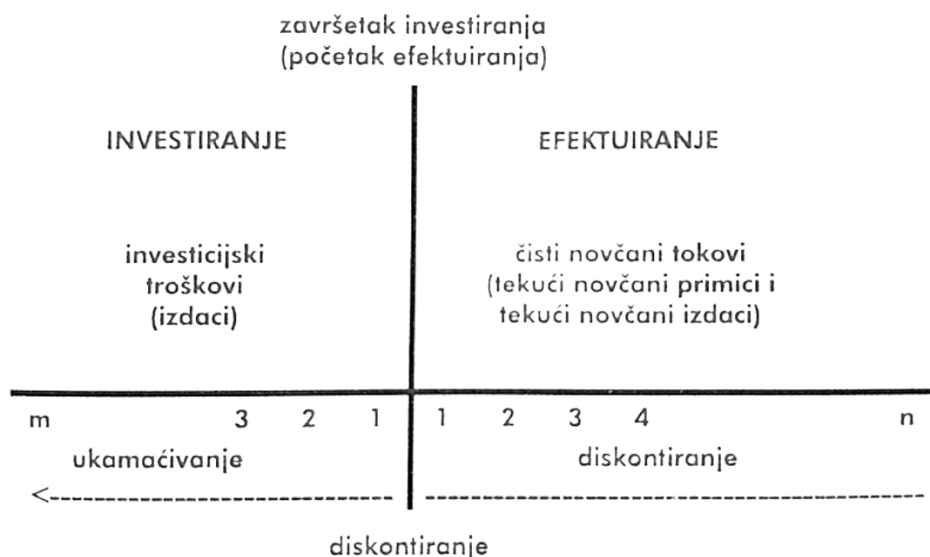 završetak investiranja
(početak efektuiranja)
INVESTIRANJE
EFEKTUIRANJE
investicijski
troškovi
(izdaci)
čisti novčani tokovi
(tekući novčani primici i
tekući novčani izdaci)
m 3 2 1 1 2 3 4 n
ukamaćivanje
diskontiranje
diskontiranje